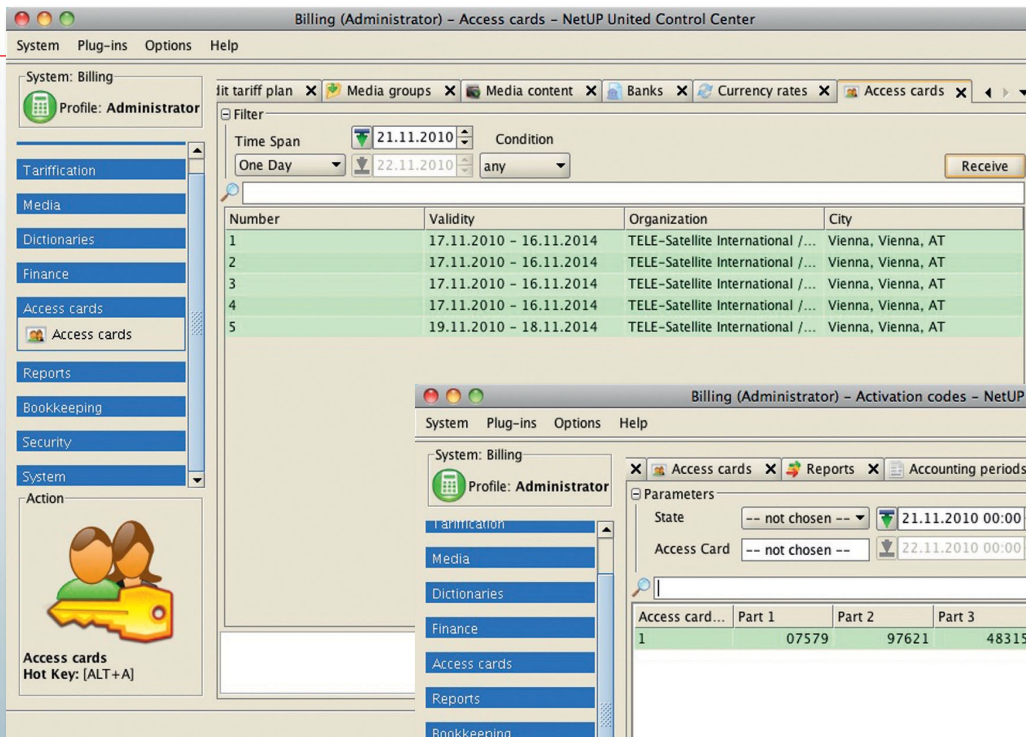 Billing (Administrator) – Access cards – NetUP United Control Center
System Plug-ins Options Help
System: Billing
Profile: Administrator
Tariffication
Media
Dictionaries
Finance
Access cards
Access cards
Reports
Bookkeeping
Security
System
Action
Access cards
Hot Key: [ALT+A]
dit tariff plan Media groups Media content Banks Currency rates Access cards
Filter
Time Span 21.11.2010 Condition
One Day 22.11.2010 any Receive
Number Validity Organization City
1 17.11.2010 – 16.11.2014 TELE-Satellite International /... Vienna, Vienna, AT
2 17.11.2010 – 16.11.2014 TELE-Satellite International /... Vienna, Vienna, AT
3 17.11.2010 – 16.11.2014 TELE-Satellite International /... Vienna, Vienna, AT
4 17.11.2010 – 16.11.2014 TELE-Satellite International /... Vienna, Vienna, AT
5 19.11.2010 – 18.11.2014 TELE-Satellite International /... Vienna, Vienna, AT
Billing (Administrator) – Activation codes – NetUP
System Plug-ins Options Help
System: Billing
Profile: Administrator
Tariffication
Media
Dictionaries
Finance
Access cards
Reports
Bookkeeping
Access cards Reports Accounting periods
Parameters
State -- not chosen -- 21.11.2010 00:00
Access Card -- not chosen -- 22.11.2010 00:00
Access card... Part 1 Part 2 Part 3
1 07579 97621 48315